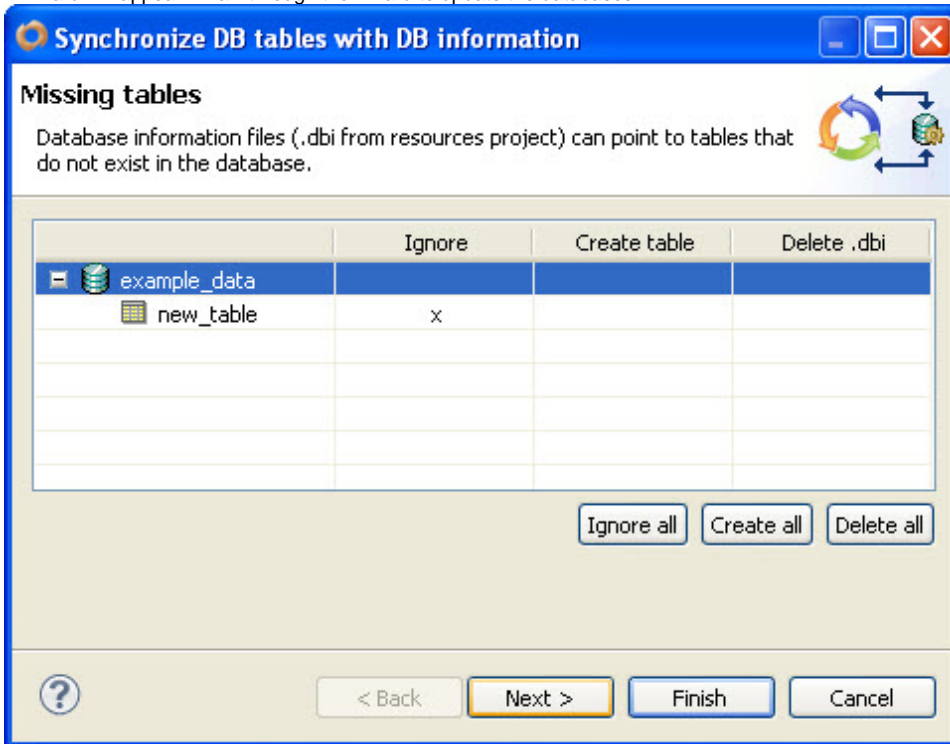 Synchronize DB tables with DB information
Missing tables
Database information files (.dbi from resources project) can point to tables that
do not exist in the database.
Ignore Create table Delete .dbi
example_data
new_table x
Ignore all Create all Delete all
? < Back Next > Finish Cancel